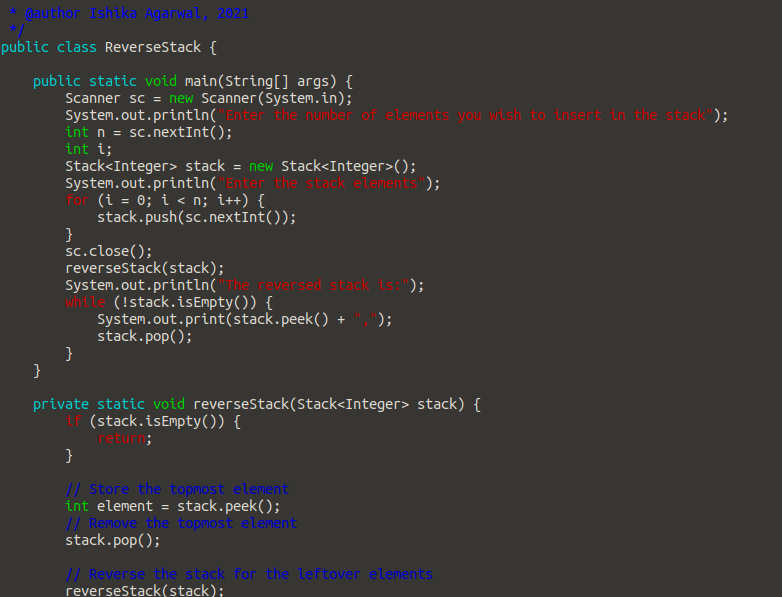 * @author Ishika Agarwal, 2021
 */
public class ReverseStack {

    public static void main(String[] args) {
        Scanner sc = new Scanner(System.in);
        System.out.println("Enter the number of elements you wish to insert in the stack");
        int n = sc.nextInt();
        int i;
        Stack<Integer> stack = new Stack<Integer>();
        System.out.println("Enter the stack elements");
        for (i = 0; i < n; i++) {
            stack.push(sc.nextInt());
        }
        sc.close();
        reverseStack(stack);
        System.out.println("The reversed stack is:");
        while (!stack.isEmpty()) {
            System.out.print(stack.peek() + ",");
            stack.pop();
        }
    }

    private static void reverseStack(Stack<Integer> stack) {
        if (stack.isEmpty()) {
            return;
        }

        // Store the topmost element
        int element = stack.peek();
        // Remove the topmost element
        stack.pop();

        // Reverse the stack for the leftover elements
        reverseStack(stack);